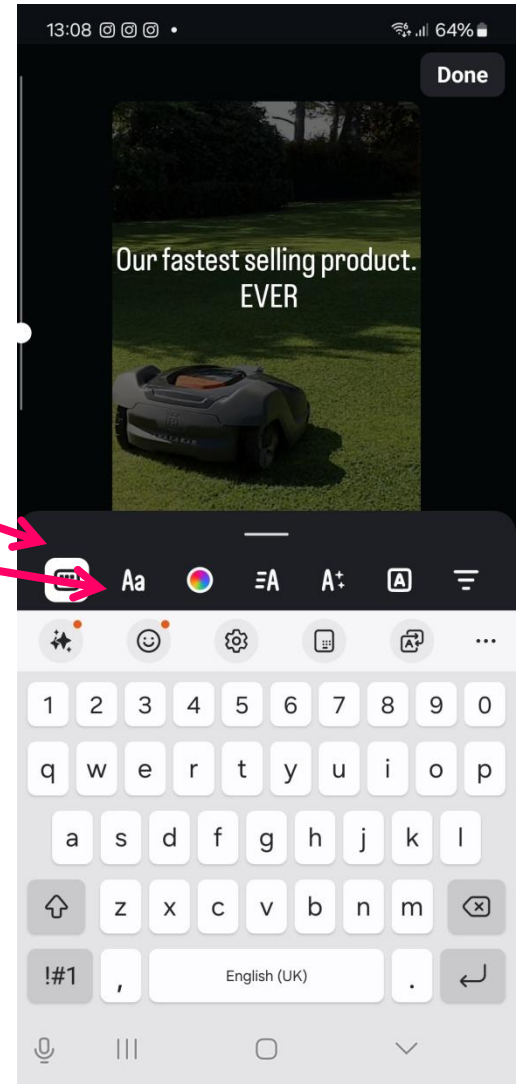 13:08
64%
Done
Our fastest selling product.
EVER
Aa A A A
1 2 3 4 5 6 7 8 9 0
q w e r t y u i o p
a s d f g h j k l
z x c v b n m
!#1 , English (UK) .